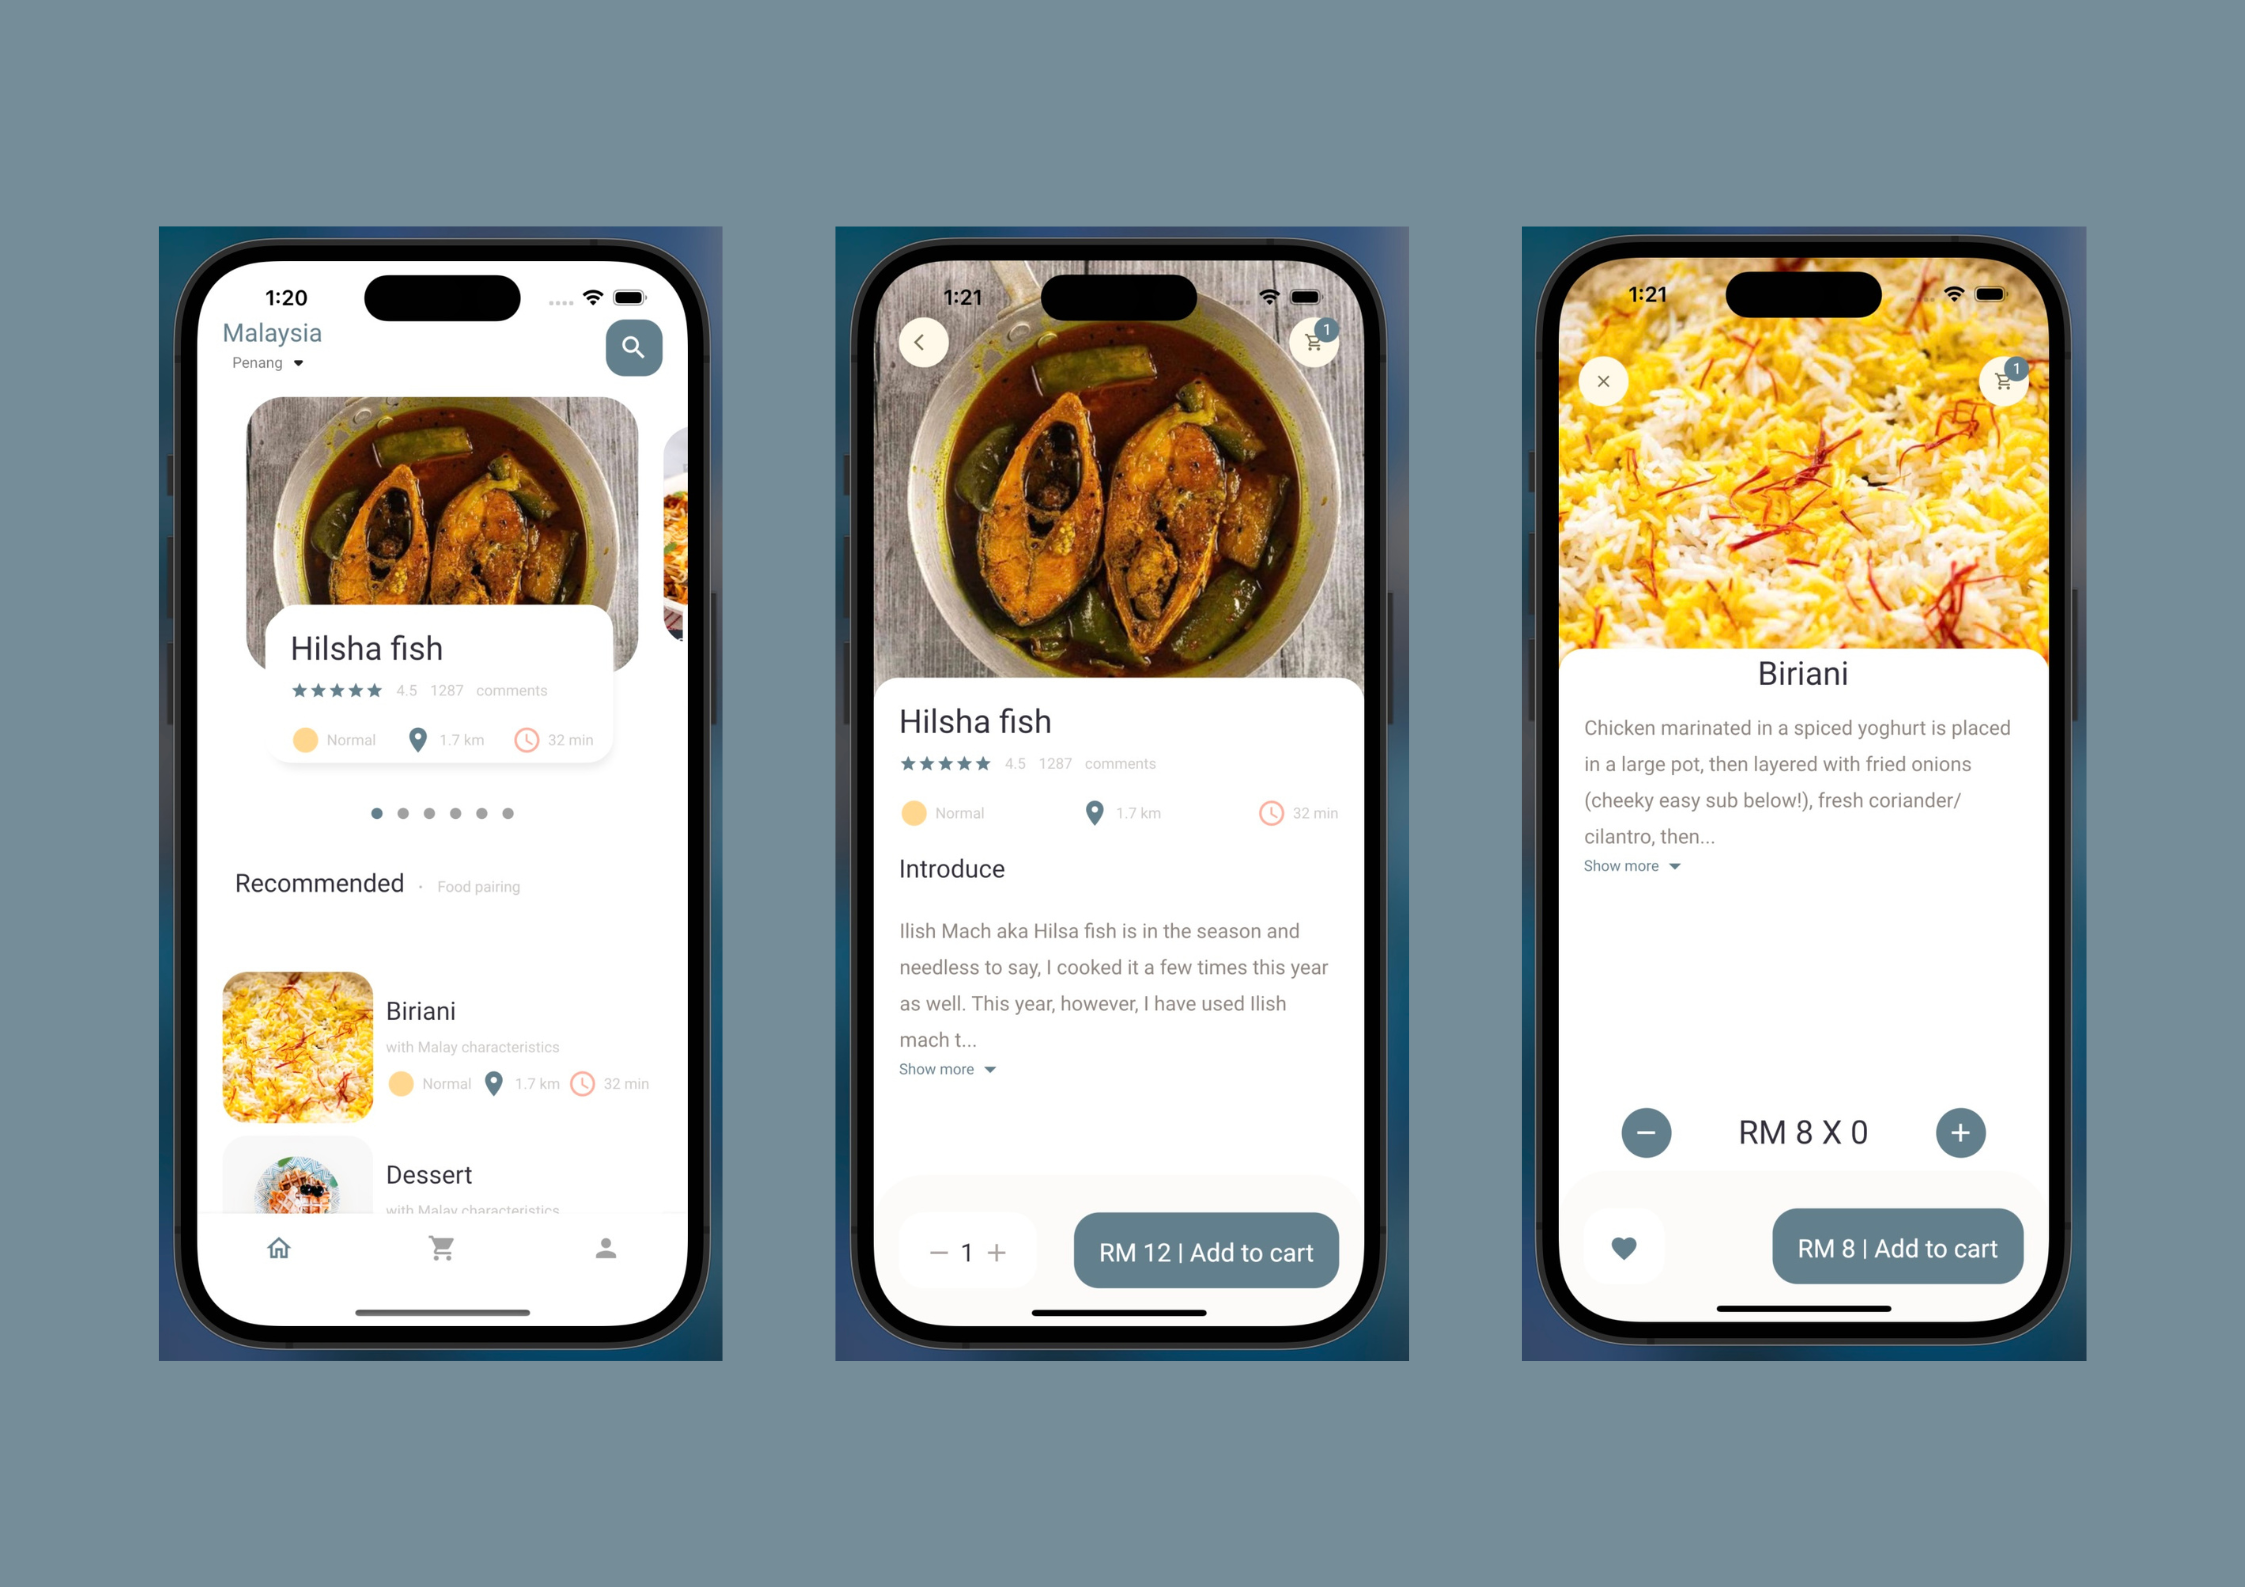 1:20
Malaysia
Penang
Hilsha fish
4.5 1287 comments
Normal 1.7 km 32 min
Recommended · Food pairing
Biriani
with Malay characteristics
Normal 1.7 km 32 min
Dessert
with Malay characteristics
1:21
1
Hilsha fish
4.5 1287 comments
Normal 1.7 km 32 min
Introduce
Ilish Mach aka Hilsa fish is in the season and
needless to say, I cooked it a few times this year
as well. This year, however, I have used Ilish
mach t...
Show more
− 1 +
RM 12 | Add to cart
1:21
1
Biriani
Chicken marinated in a spiced yoghurt is placed
in a large pot, then layered with fried onions
(cheeky easy sub below!), fresh coriander/
cilantro, then...
Show more
− RM 8 X 0 +
RM 8 | Add to cart